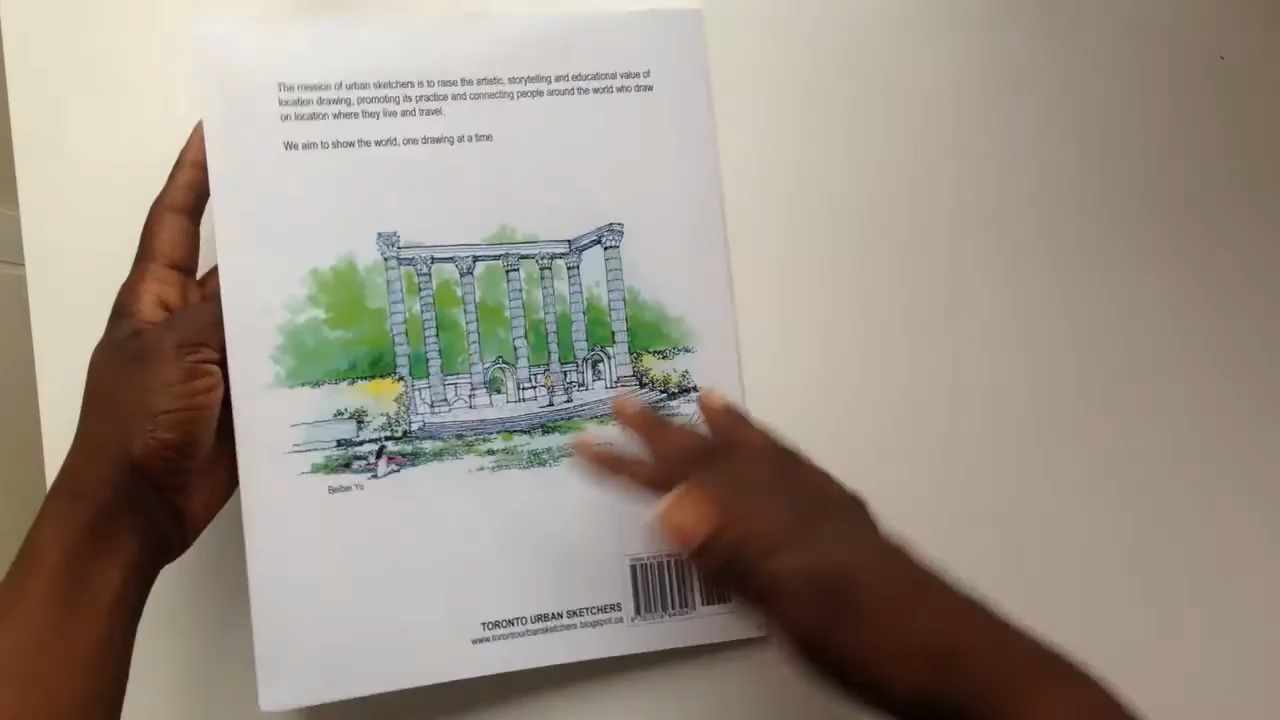 The mission of urban sketchers is to raise the artistic, storytelling and educational value of
location drawing, promoting its practice and connecting people around the world who draw
on location where they live and travel.
We aim to show the world, one drawing at a time.
Beibei Yu
TORONTO URBAN SKETCHERS
www.torontourbansketchers.blogspot.ca